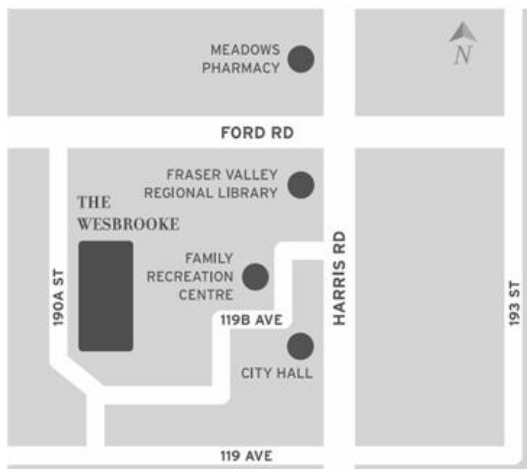 MEADOWS
PHARMACY
N
FORD RD
FRASER VALLEY
REGIONAL LIBRARY
THE
WESBROOKE
FAMILY
RECREATION
CENTRE
HARRIS RD
190A ST
193 ST
119B AVE
CITY HALL
119 AVE